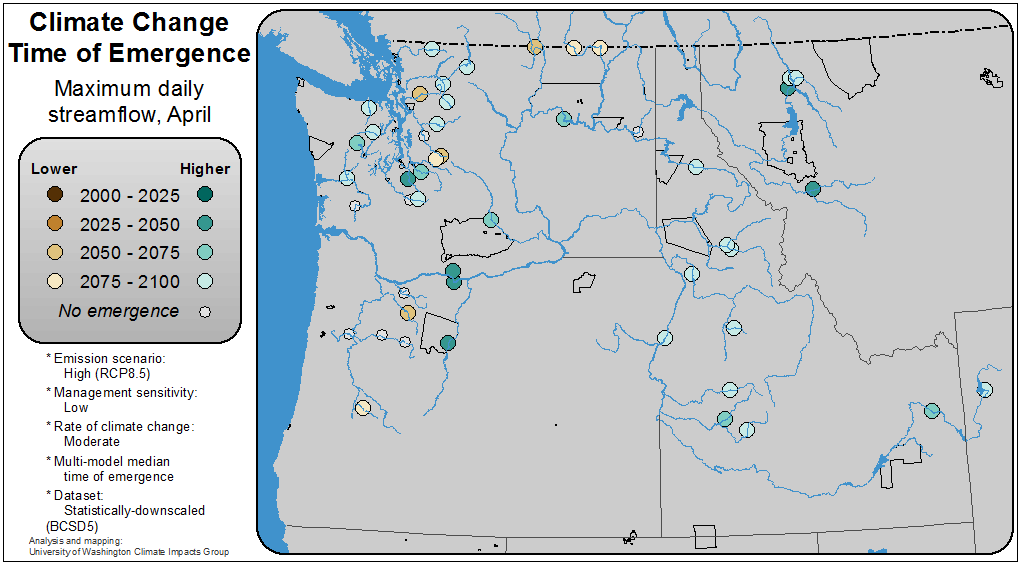 Climate Change
Time of Emergence
Maximum daily
streamflow, April
Lower Higher
2000 - 2025
2025 - 2050
2050 - 2075
2075 - 2100
No emergence
* Emission scenario:
High (RCP8.5)
* Management sensitivity:
Low
* Rate of climate change:
Moderate
* Multi-model median
time of emergence
* Dataset:
Statistically-downscaled
(BCSD5)
Analysis and mapping:
University of Washington Climate Impacts Group